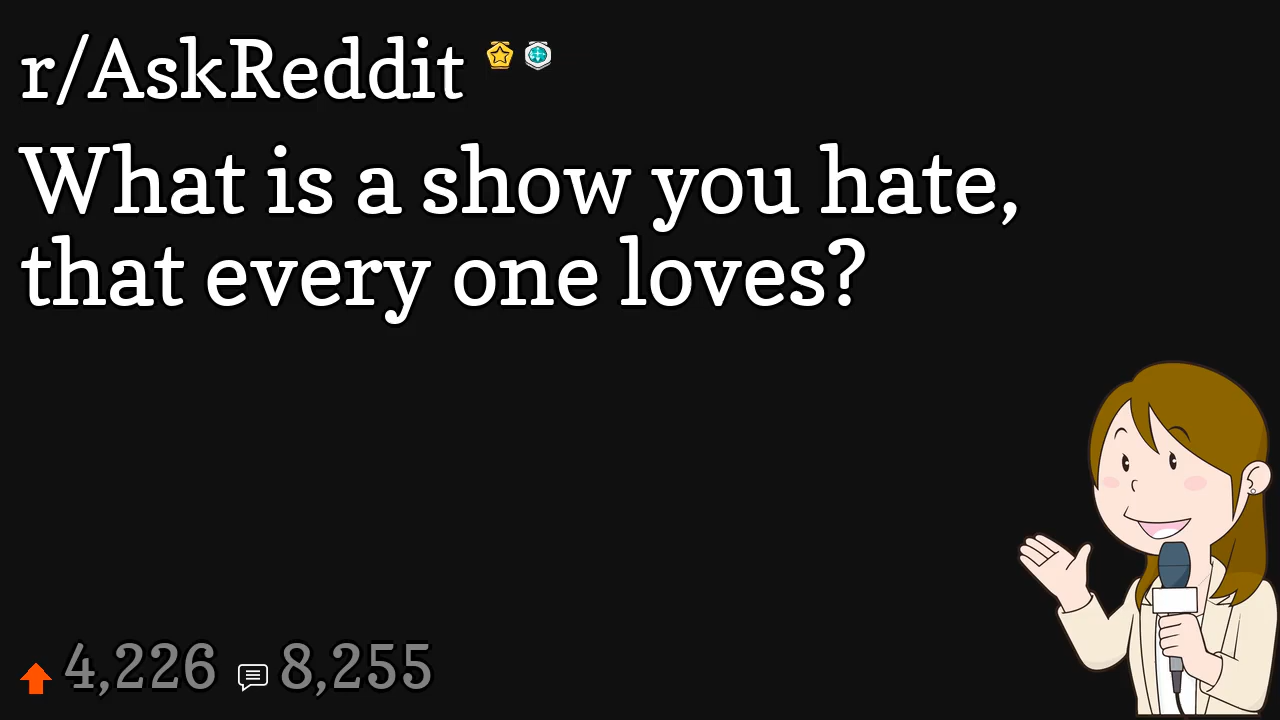 r/AskReddit
What is a show you hate,
that every one loves?
4,226 8,255